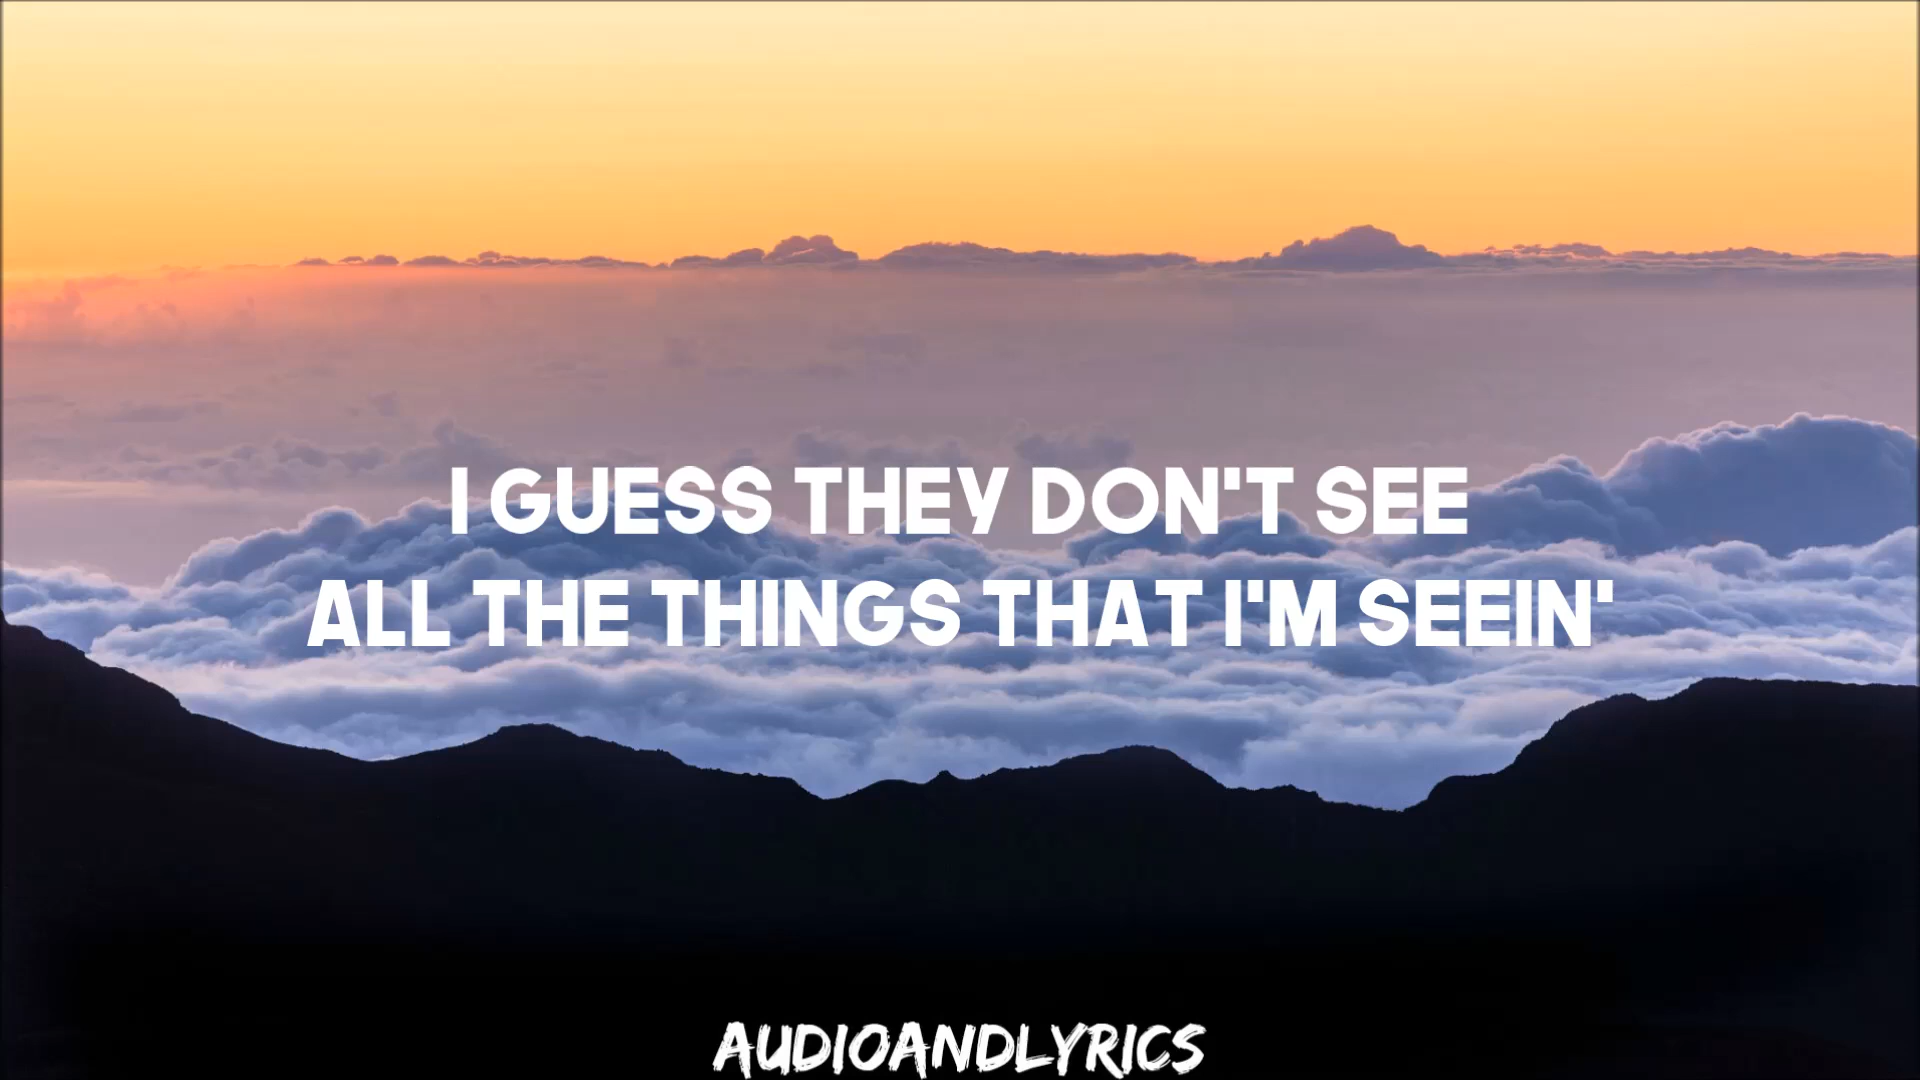 I GUESS THEY DON'T SEE
ALL THE THINGS THAT I'M SEEIN'
AUDIOANDLYRICS